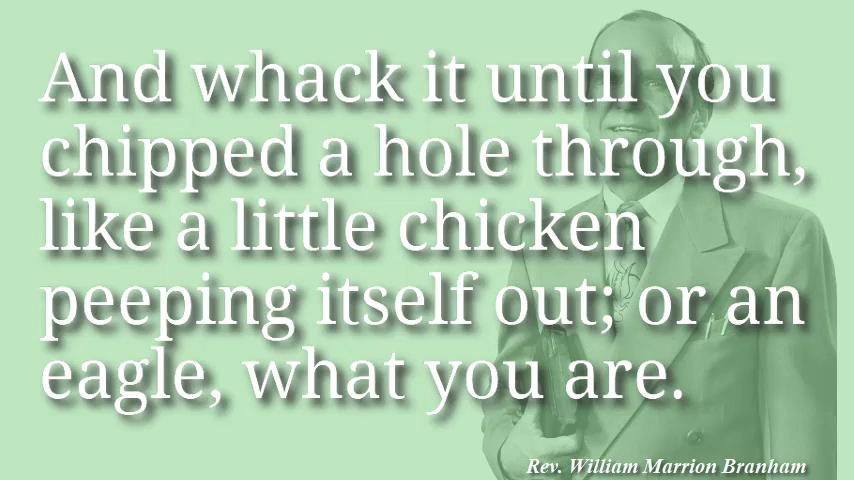 And whack it until you
chipped a hole through,
like a little chicken
peeping itself out; or an
eagle, what you are.
Rev. William Marrion Branham